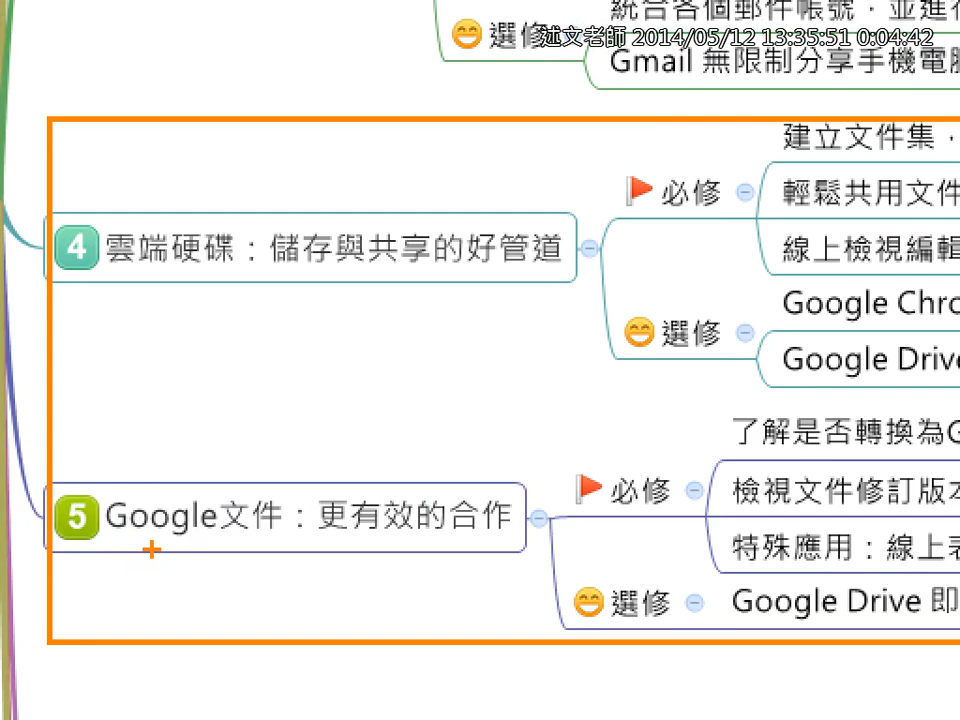 統合各個郵件帳號，並進
選修
述文老師 2014/05/12 13:35:51 0:04:42
Gmail 無限制分享手機電腦
建立文件集，
必修
輕鬆共用文件
4 雲端硬碟：儲存與共享的好管道
線上檢視編輯
Google Chro
選修
Google Drive
了解是否轉換為G
必修
檢視文件修訂版本
5 Google文件：更有效的合作
特殊應用：線上表
選修
Google Drive 即